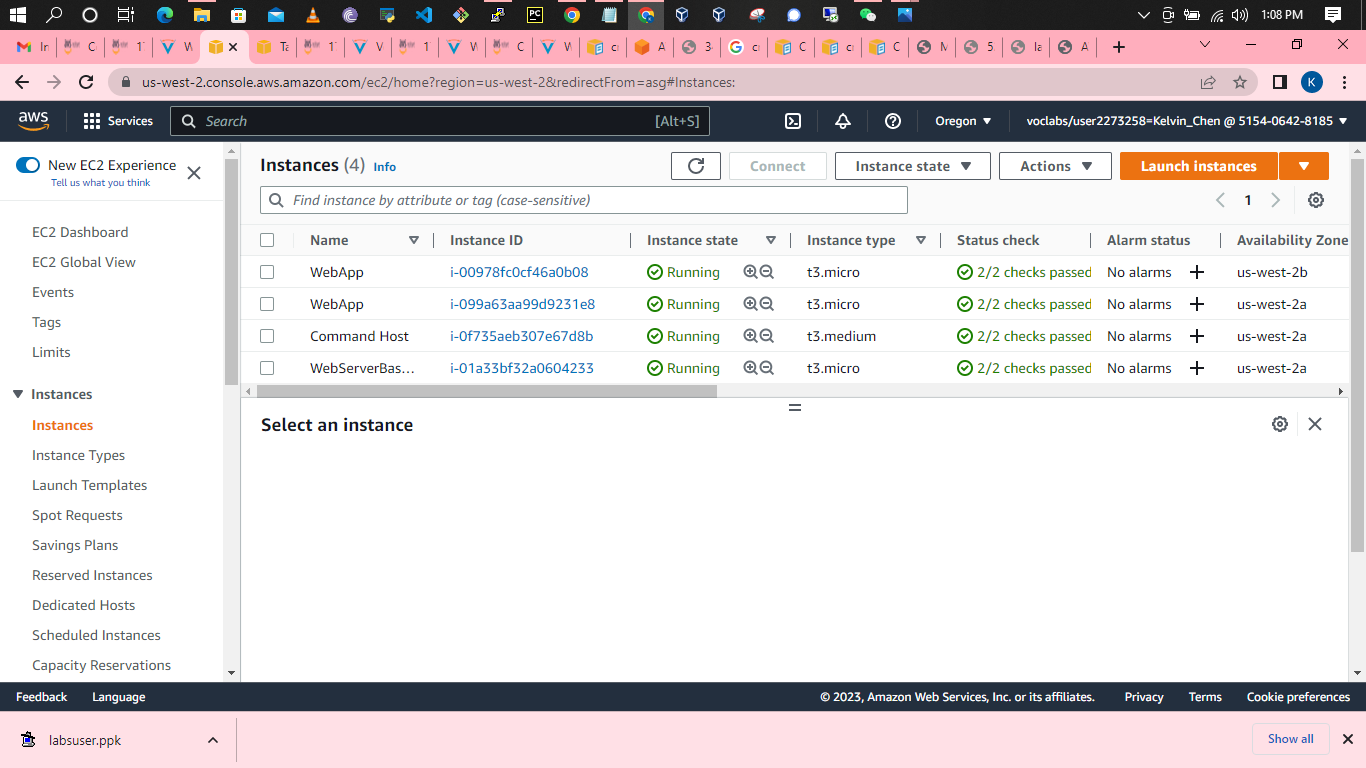 1:08 PM
In
C
17
W
Ta
17
V
1
W
C
W
co
A
3
co
C
co
C
M
5
la
A
us-west-2.console.aws.amazon.com/ec2/home?region=us-west-2&redirectFrom=asg#Instances:
K
aws
Services
Search
[Alt+S]
Oregon
voclabs/user2273258=Kelvin_Chen @ 5154-0642-8185
New EC2 Experience
Tell us what you think
EC2 Dashboard
EC2 Global View
Events
Tags
Limits
Instances
Instances
Instance Types
Launch Templates
Spot Requests
Savings Plans
Reserved Instances
Dedicated Hosts
Scheduled Instances
Capacity Reservations
Instances (4) Info
Connect
Instance state
Actions
Launch instances
Find instance by attribute or tag (case-sensitive)
1
Name Instance ID Instance state Instance type Status check Alarm status Availability Zone
WebApp i-00978fc0cf46a0b08 Running t3.micro 2/2 checks passed No alarms + us-west-2b
WebApp i-099a63aa99d9231e8 Running t3.micro 2/2 checks passed No alarms + us-west-2a
Command Host i-0f735aeb307e67d8b Running t3.medium 2/2 checks passed No alarms + us-west-2a
WebServerBas... i-01a33bf32a0604233 Running t3.micro 2/2 checks passed No alarms + us-west-2a
Select an instance
Feedback Language © 2023, Amazon Web Services, Inc. or its affiliates. Privacy Terms Cookie preferences
labsuser.ppk
Show all